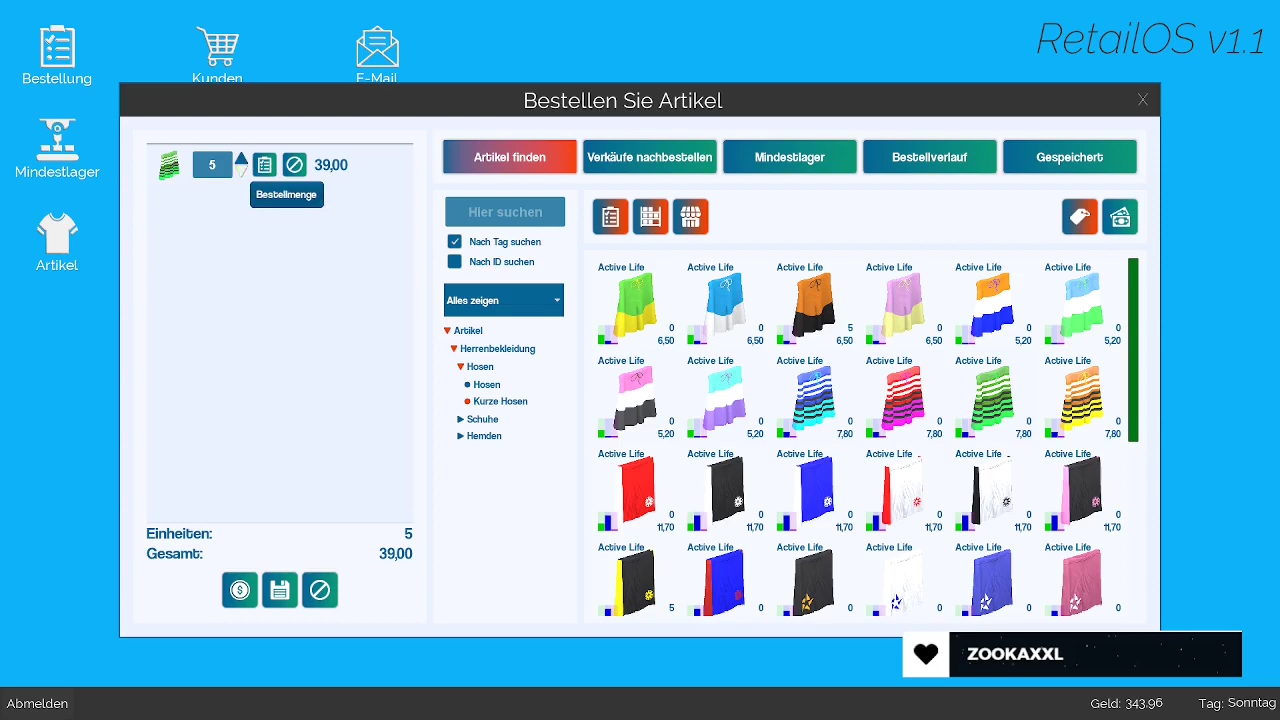 RetailOS v1.1
Bestellung
Kunden
E-Mail
Mindestlager
Artikel
Bestellen Sie Artikel
X
5
39,00
Bestellmenge
Einheiten:
5
Gesamt:
39,00
Artikel finden
Verkäufe nachbestellen
Mindestlager
Bestellverlauf
Gespeichert
Hier suchen
Nach Tag suchen
Nach ID suchen
Alles zeigen
Artikel
Herrenbekleidung
Hosen
Hosen
Kurze Hosen
Schuhe
Hemden
Active Life Active Life Active Life Active Life Active Life Active Life
0 0 5 0 0 0
6,50 6,50 6,50 6,50 5,20 5,20
Active Life Active Life Active Life Active Life Active Life Active Life
0 0 0 0 0 0
5,20 5,20 7,80 7,80 7,80 7,80
Active Life Active Life Active Life Active Life Active Life Active Life
0 0 0 0 0 0
11,70 11,70 11,70 11,70 11,70 11,70
Active Life Active Life Active Life Active Life Active Life Active Life
5 0 0 0 0 0
ZOOKAXXL
Abmelden
Geld: 343.96
Tag: Sonntag